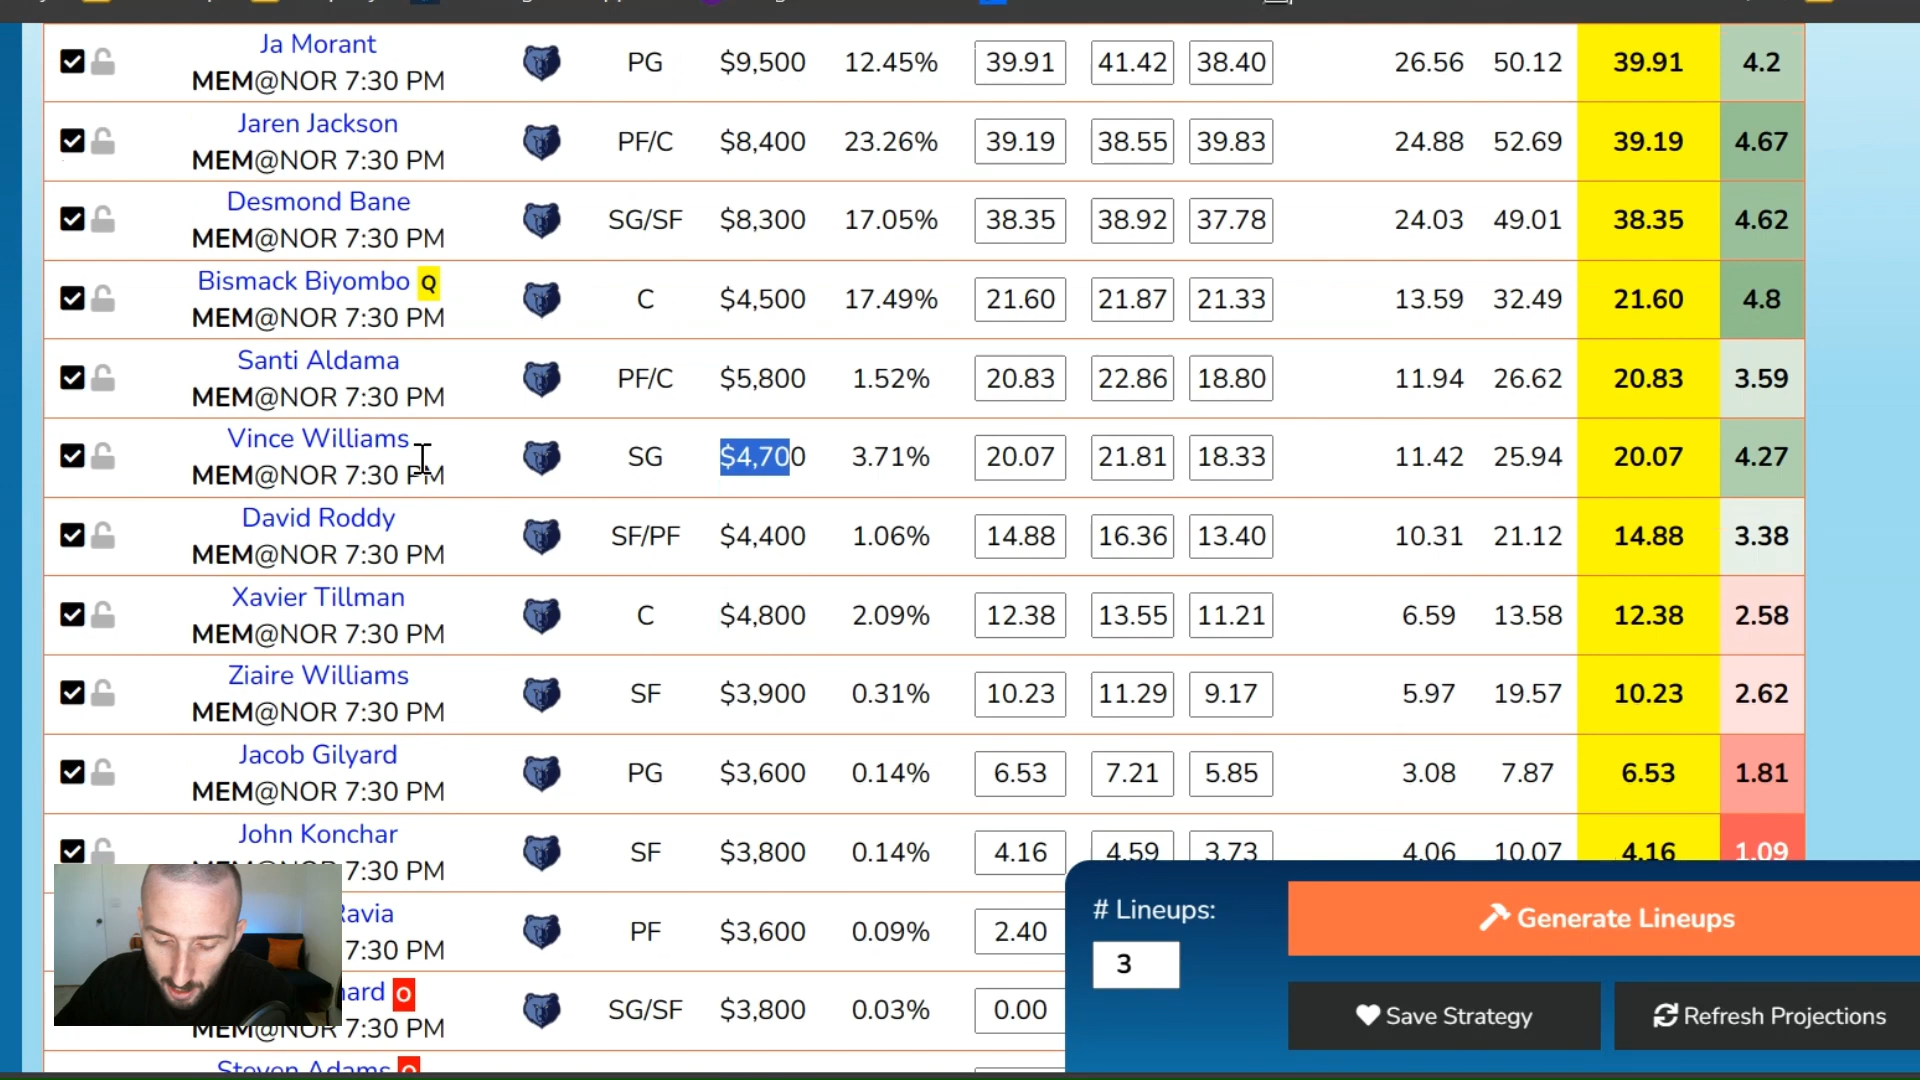 Ja Morant
MEM@NOR 7:30 PM
PG $9,500 12.45% 39.91 41.42 38.40 26.56 50.12 39.91 4.2
Jaren Jackson
MEM@NOR 7:30 PM
PF/C $8,400 23.26% 39.19 38.55 39.83 24.88 52.69 39.19 4.67
Desmond Bane
MEM@NOR 7:30 PM
SG/SF $8,300 17.05% 38.35 38.92 37.78 24.03 49.01 38.35 4.62
Bismack Biyombo Q
MEM@NOR 7:30 PM
C $4,500 17.49% 21.60 21.87 21.33 13.59 32.49 21.60 4.8
Santi Aldama
MEM@NOR 7:30 PM
PF/C $5,800 1.52% 20.83 22.86 18.80 11.94 26.62 20.83 3.59
Vince Williams
MEM@NOR 7:30 PM
SG $4,700 3.71% 20.07 21.81 18.33 11.42 25.94 20.07 4.27
David Roddy
MEM@NOR 7:30 PM
SF/PF $4,400 1.06% 14.88 16.36 13.40 10.31 21.12 14.88 3.38
Xavier Tillman
MEM@NOR 7:30 PM
C $4,800 2.09% 12.38 13.55 11.21 6.59 13.58 12.38 2.58
Ziaire Williams
MEM@NOR 7:30 PM
SF $3,900 0.31% 10.23 11.29 9.17 5.97 19.57 10.23 2.62
Jacob Gilyard
MEM@NOR 7:30 PM
PG $3,600 0.14% 6.53 7.21 5.85 3.08 7.87 6.53 1.81
John Konchar
7:30 PM
SF $3,800 0.14% 4.16 4.59 3.73 4.06 10.07 4.16 1.09
Ravia
7:30 PM
PF $3,600 0.09% 2.40
O
MEM@NOR 7:30 PM
SG/SF $3,800 0.03% 0.00
Steven Adams O
# Lineups:
3
Generate Lineups
Save Strategy
Refresh Projections